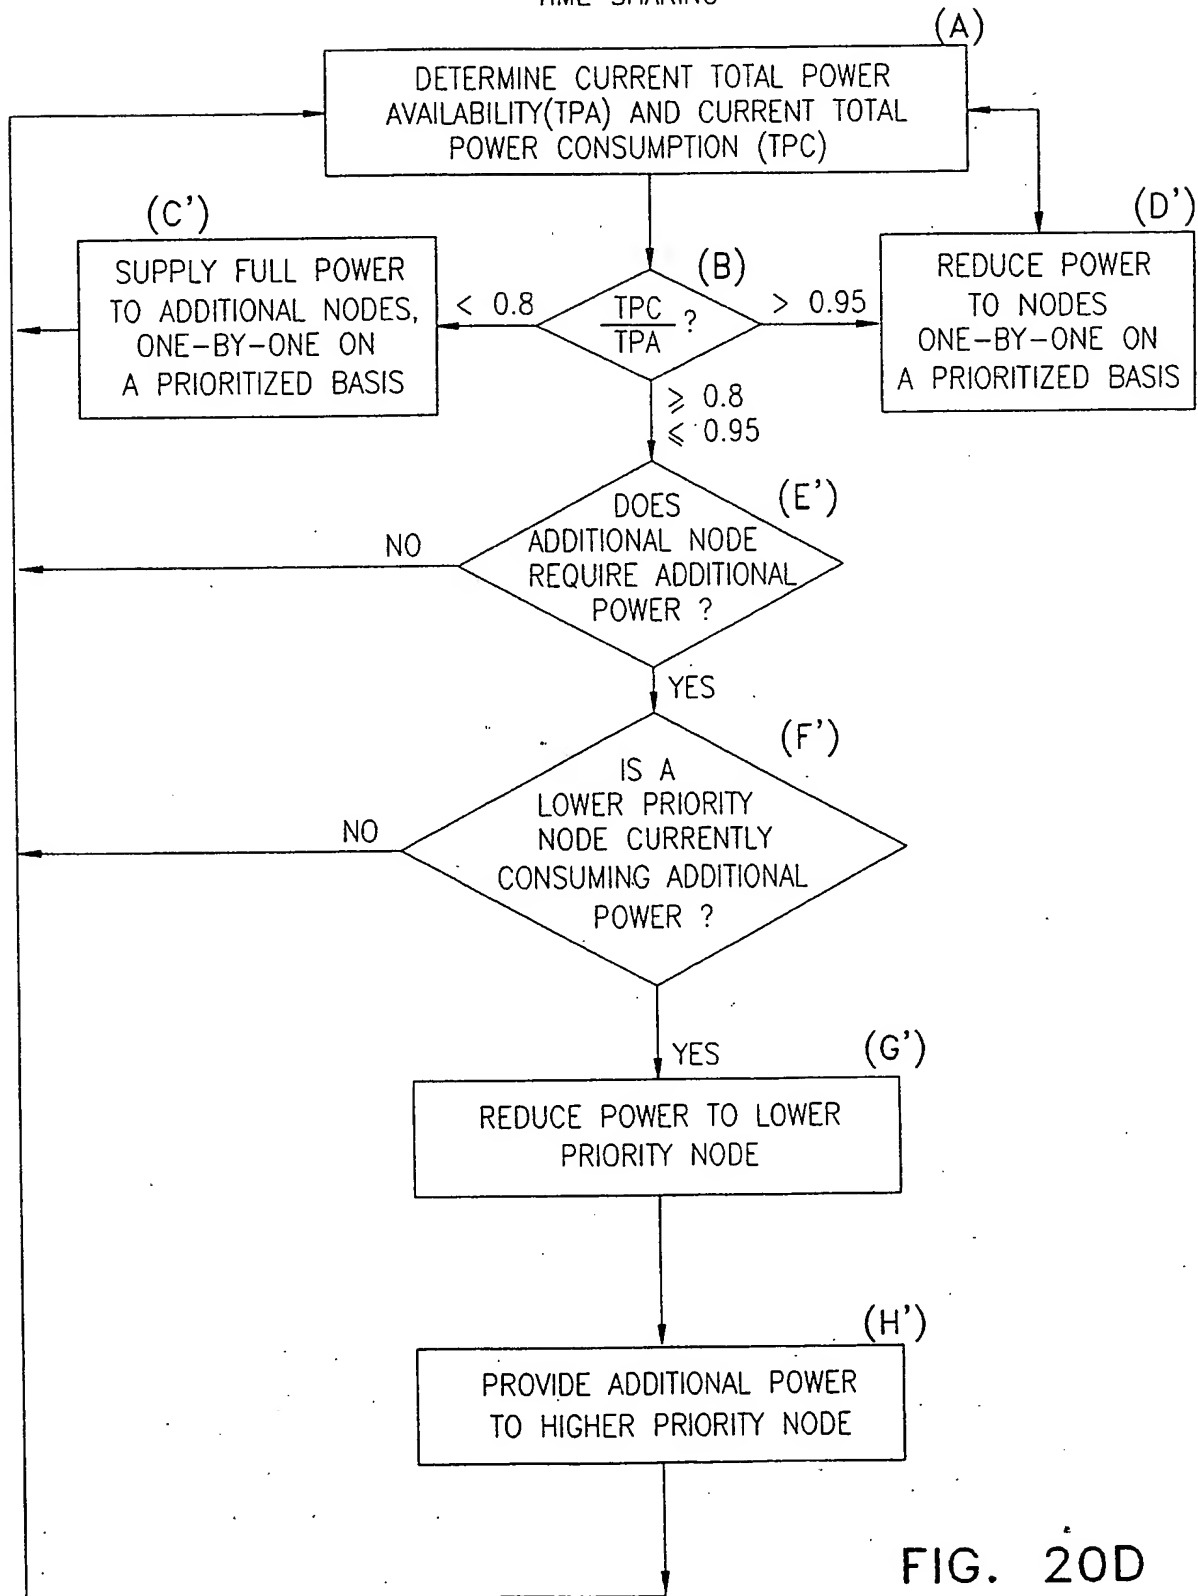 (A)
DETERMINE CURRENT TOTAL POWER
AVAILABILITY(TPA) AND CURRENT TOTAL
POWER CONSUMPTION (TPC)
(C')
SUPPLY FULL POWER
TO ADDITIONAL NODES,
ONE-BY-ONE ON
A PRIORITIZED BASIS
< 0.8
(B)
TPC
TPA
?
> 0.95
(D')
REDUCE POWER
TO NODES
ONE-BY-ONE ON
A PRIORITIZED BASIS
⩾ 0.8
⩽ 0.95
(E')
DOES
ADDITIONAL NODE
REQUIRE ADDITIONAL
POWER ?
NO
YES
(F')
IS A
LOWER PRIORITY
NODE CURRENTLY
CONSUMING ADDITIONAL
POWER ?
NO
YES
(G')
REDUCE POWER TO LOWER
PRIORITY NODE
(H')
PROVIDE ADDITIONAL POWER
TO HIGHER PRIORITY NODE
FIG. 20D